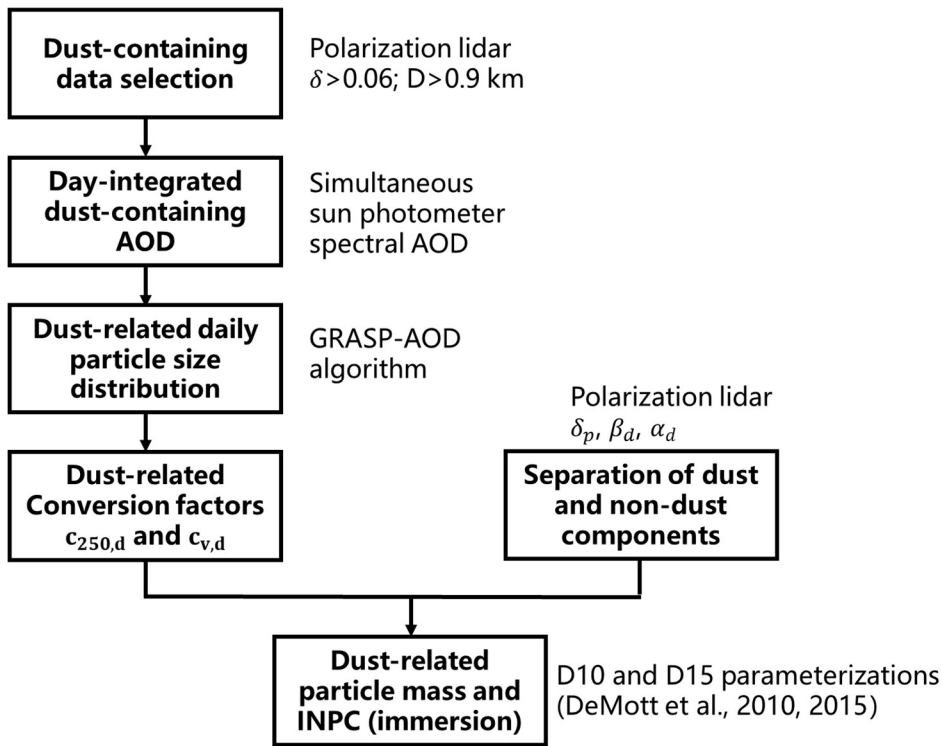 Dust-containing
data selection
Polarization lidar
δ>0.06; D>0.9 km
Day-integrated
dust-containing
AOD
Simultaneous
sun photometer
spectral AOD
Dust-related daily
particle size
distribution
GRASP-AOD
algorithm
Dust-related
Conversion factors
c₂₅₀,d and cᵥ,d
Polarization lidar
δₚ, β_d, α_d
Separation of dust
and non-dust
components
Dust-related
particle mass and
INPC (immersion)
D10 and D15 parameterizations
(DeMott et al., 2010, 2015)